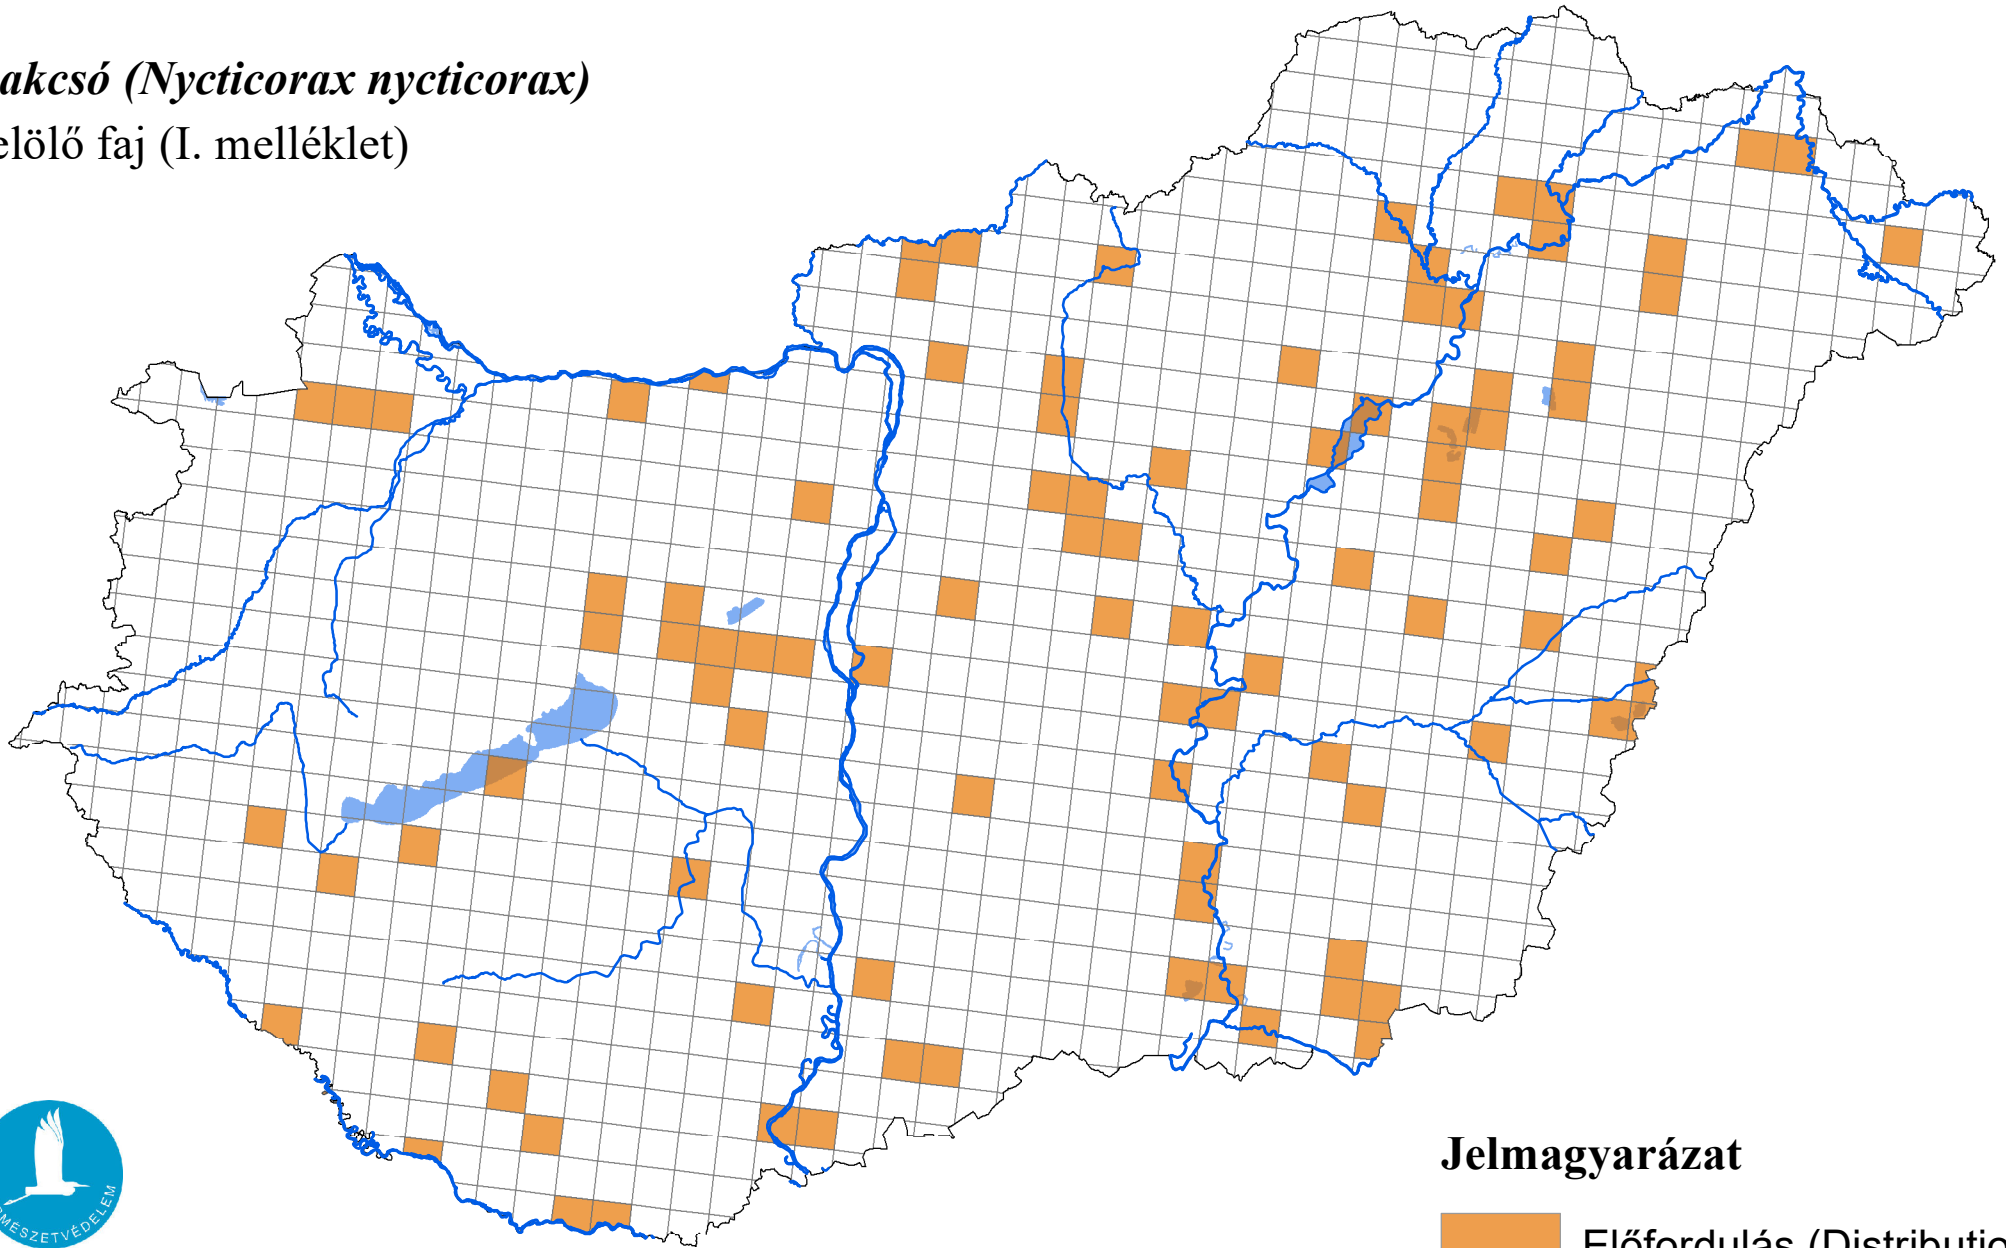 akcsó (Nycticorax nycticorax)
elölő faj (I. melléklet)
Jelmagyarázat
Előfordulás (Distributio
MÉSZETVÉDELEM